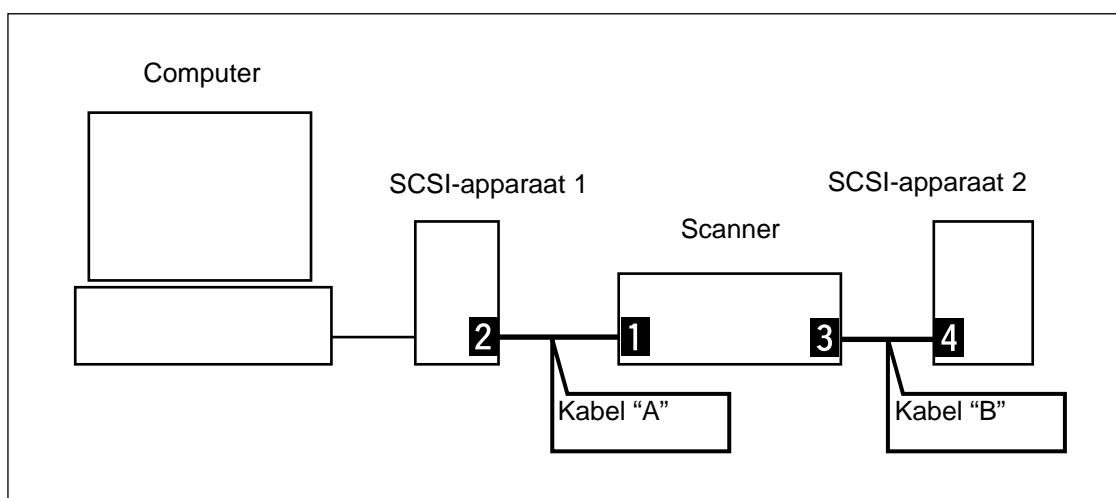 Computer
SCSI-apparaat 1
SCSI-apparaat 2
Scanner
2
1
3
4
Kabel “A”
Kabel “B”